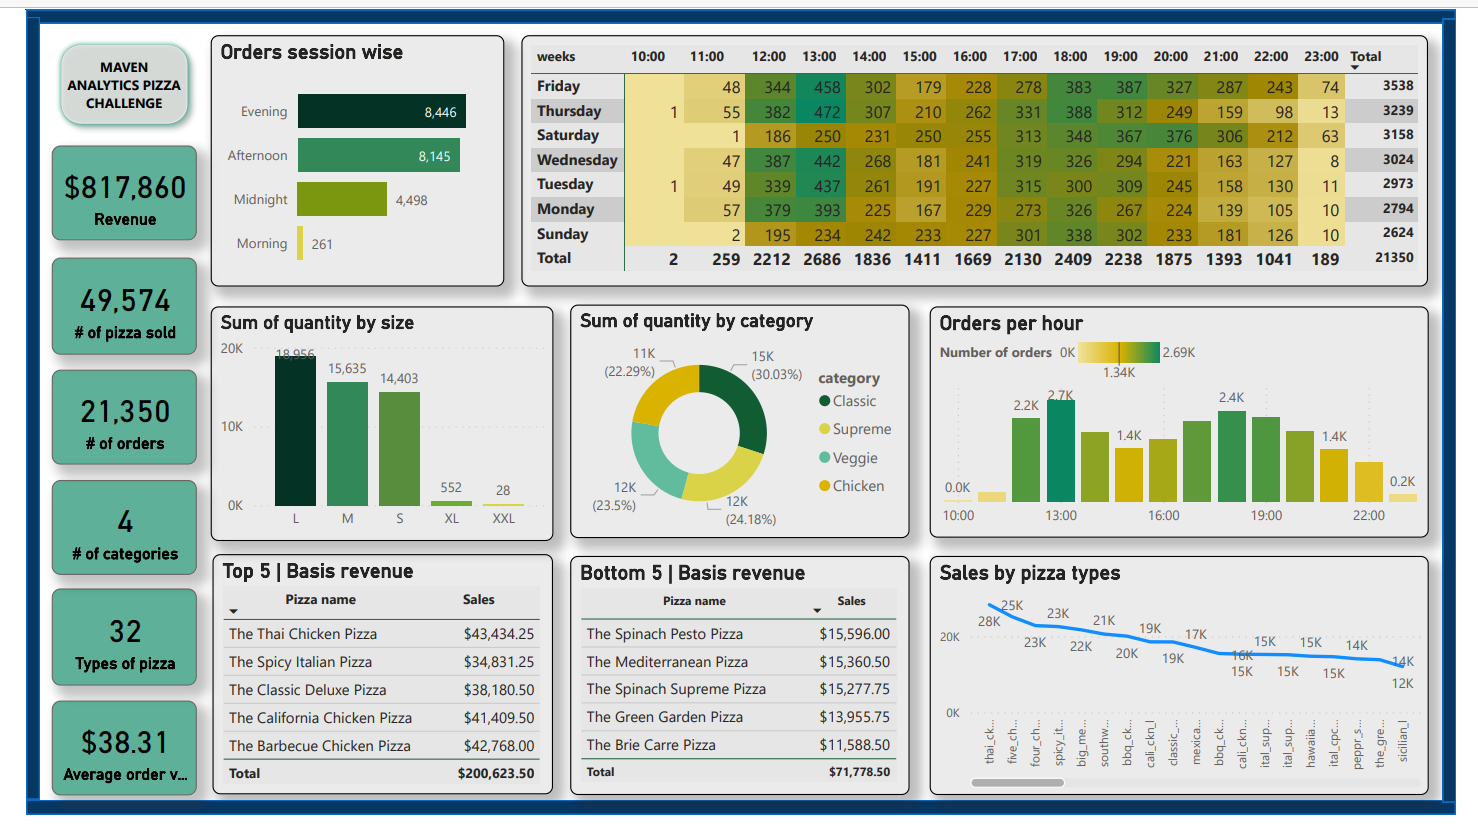 MAVEN
ANALYTICS PIZZA
CHALLENGE
$817,860
Revenue
49,574
# of pizza sold
21,350
# of orders
4
# of categories
32
Types of pizza
$38.31
Average order v...
Orders session wise
Evening 8,446
Afternoon 8,145
Midnight 4,498
Morning 261
weeks 10:00 11:00 12:00 13:00 14:00 15:00 16:00 17:00 18:00 19:00 20:00 21:00 22:00 23:00 Total
Friday 48 344 458 302 179 228 278 383 387 327 287 243 74 3538
Thursday 1 55 382 472 307 210 262 331 388 312 249 159 98 13 3239
Saturday 1 186 250 231 250 255 313 348 367 376 306 212 63 3158
Wednesday 47 387 442 268 181 241 319 326 294 221 163 127 8 3024
Tuesday 1 49 339 437 261 191 227 315 300 309 245 158 130 11 2973
Monday 57 379 393 225 167 229 273 326 267 224 139 105 10 2794
Sunday 2 195 234 242 233 227 301 338 302 233 181 126 10 2624
Total 2 259 2212 2686 1836 1411 1669 2130 2409 2238 1875 1393 1041 189 21350
Sum of quantity by size
20K
10K
0K
18,956
15,635
14,403
552
28
L M S XL XXL
Sum of quantity by category
11K
(22.29%)
15K
(30.03%)
12K
(23.5%)
12K
(24.18%)
category
Classic
Supreme
Veggie
Chicken
Orders per hour
Number of orders 0K 2.69K
1.34K
0.0K 2.2K 2.7K 1.4K 2.4K 1.4K 0.2K
10:00 13:00 16:00 19:00 22:00
Top 5 | Basis revenue
Pizza name Sales
The Thai Chicken Pizza $43,434.25
The Spicy Italian Pizza $34,831.25
The Classic Deluxe Pizza $38,180.50
The California Chicken Pizza $41,409.50
The Barbecue Chicken Pizza $42,768.00
Total $200,623.50
Bottom 5 | Basis revenue
Pizza name Sales
The Spinach Pesto Pizza $15,596.00
The Mediterranean Pizza $15,360.50
The Spinach Supreme Pizza $15,277.75
The Green Garden Pizza $13,955.75
The Brie Carre Pizza $11,588.50
Total $71,778.50
Sales by pizza types
20K
0K
28K 25K 23K 23K 22K 21K 20K 19K 19K 17K 16K 15K 15K 15K 15K 15K 14K 14K 12K
thai_ck... five_ch... four_ch... spicy_it... big_me... southw... bbq_ck... cali_ckn_l classic_... mexica... bbq_ck... cali_ckn... ital_sup... ital_sup... hawaiia... ital_cpc... peppr_s... the_gre... sicilian_l